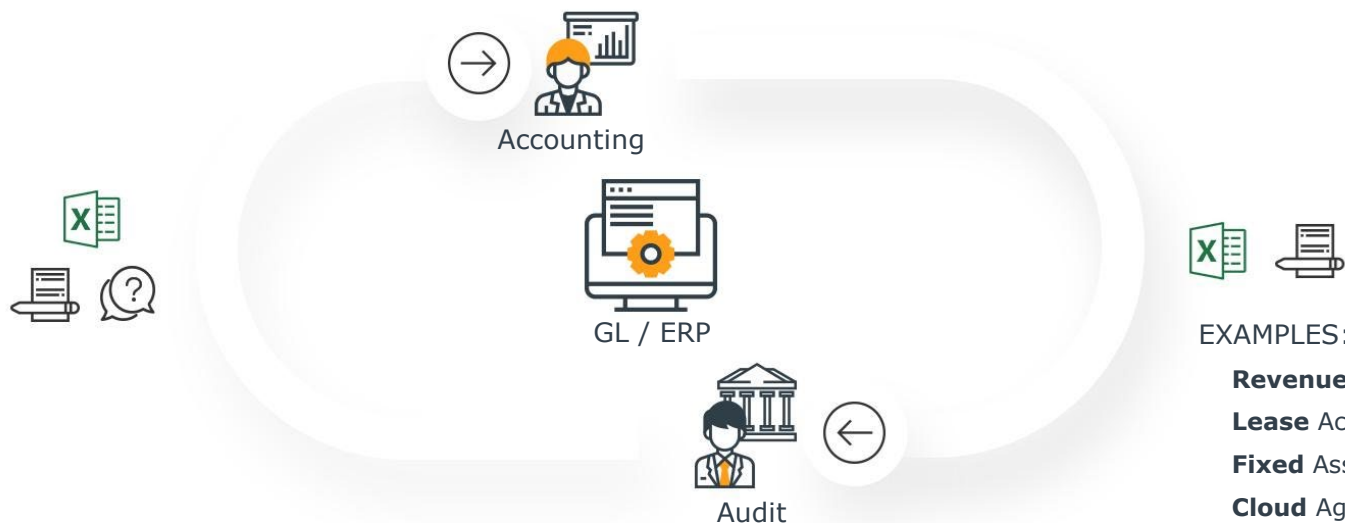 Accounting
GL / ERP
EXAMPLES:
Revenue
Lease
Fixed
Audit
Cloud